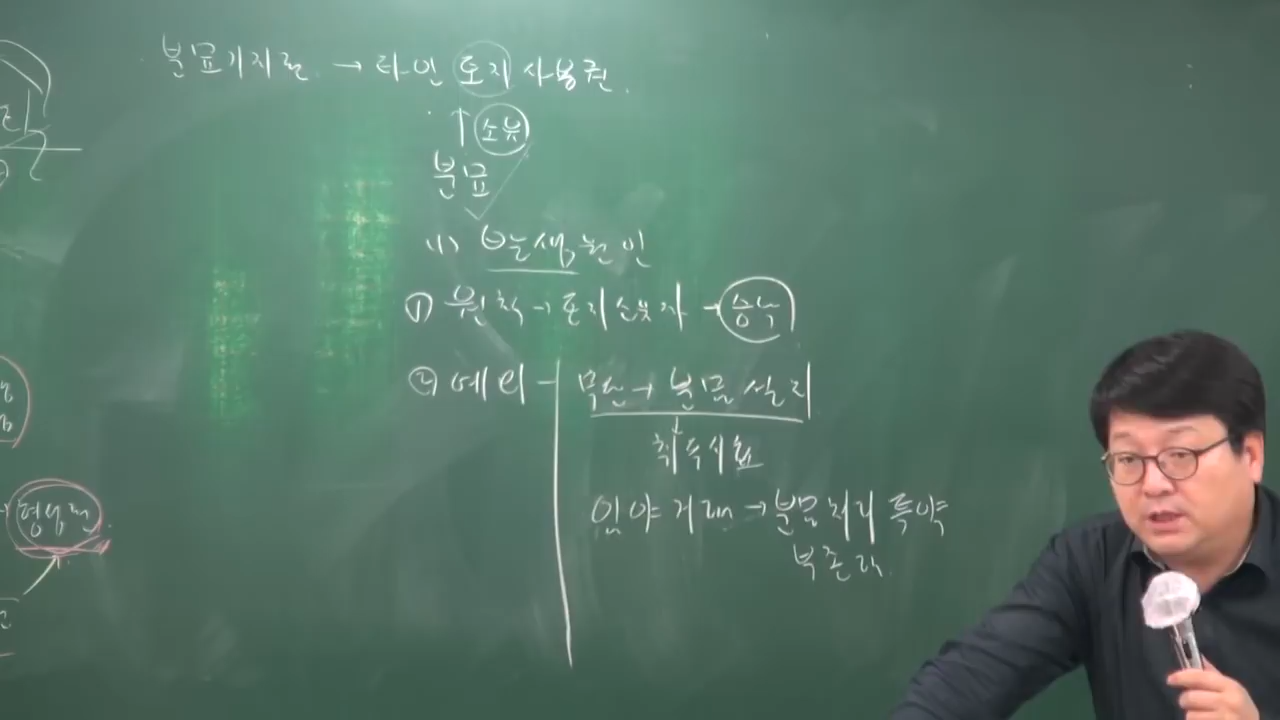 분묘기지권 → 타인 토지 사용권.
↑ 소유
분묘
(1) 발생원인
① 원칙 → 토지소유자 → 승낙
② 예외 - 무단 → 분묘 설치
↓
취득시효
임야 거래 → 분묘처리 특약
부존재.
형성권